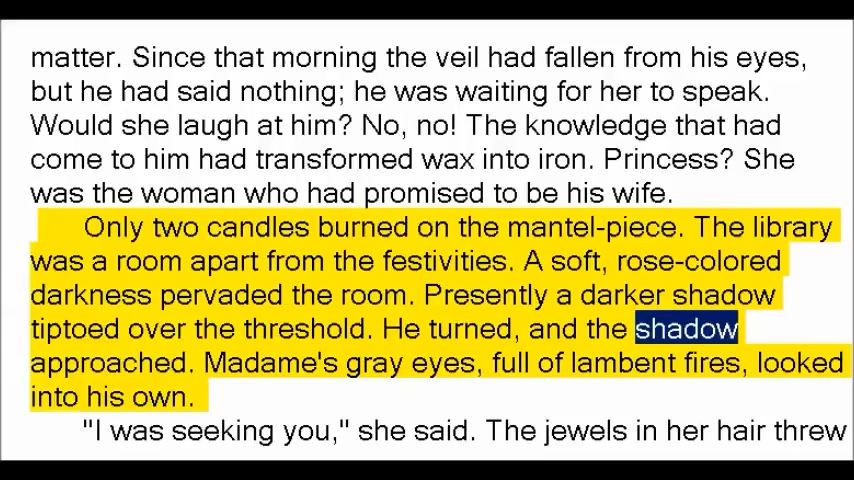 matter. Since that morning the veil had fallen from his eyes,
but he had said nothing; he was waiting for her to speak.
Would she laugh at him? No, no! The knowledge that had
come to him had transformed wax into iron. Princess? She
was the woman who had promised to be his wife.
Only two candles burned on the mantel-piece. The library
was a room apart from the festivities. A soft, rose-colored
darkness pervaded the room. Presently a darker shadow
tiptoed over the threshold. He turned, and the shadow
approached. Madame's gray eyes, full of lambent fires, looked
into his own.
"I was seeking you," she said. The jewels in her hair threw